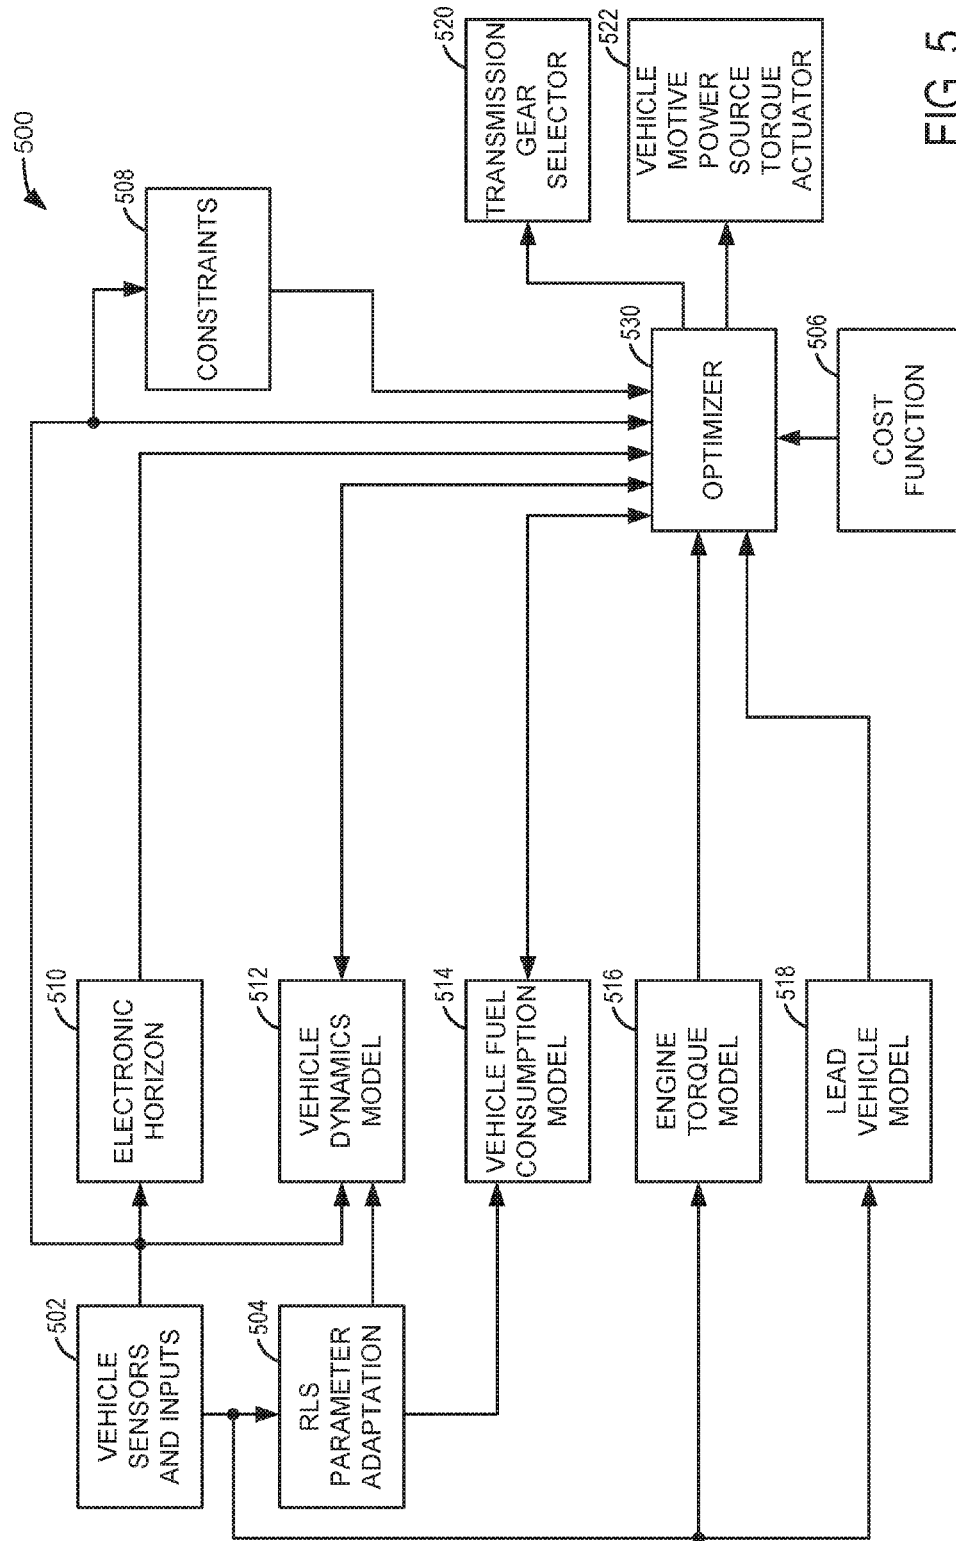 500
502
VEHICLE
SENSORS
AND INPUTS
504
RLS
PARAMETER
ADAPTATION
510
ELECTRONIC
HORIZON
512
VEHICLE
DYNAMICS
MODEL
514
VEHICLE FUEL
CONSUMPTION
MODEL
516
ENGINE
TORQUE
MODEL
518
LEAD
VEHICLE
MODEL
508
CONSTRAINTS
530
OPTIMIZER
506
COST
FUNCTION
520
TRANSMISSION
GEAR
SELECTOR
522
VEHICLE
MOTIVE
POWER
SOURCE
TORQUE
ACTUATOR
FIG. 5